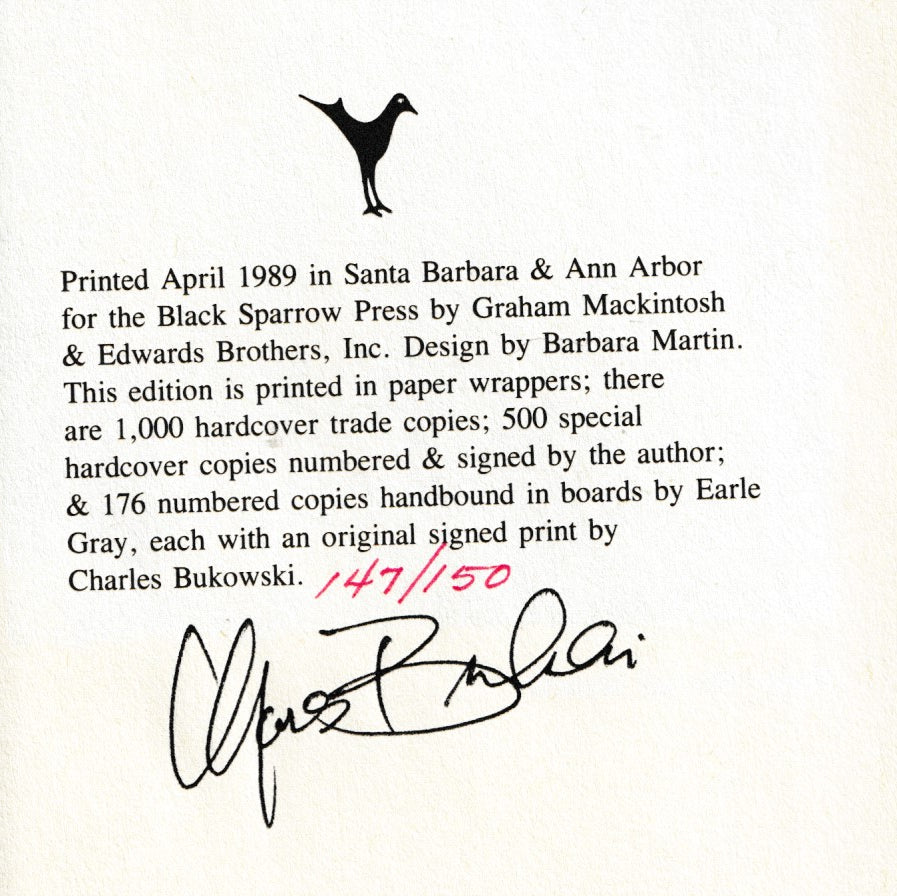 Printed April 1989 in Santa Barbara & Ann Arbor
for the Black Sparrow Press by Graham Mackintosh
& Edwards Brothers, Inc. Design by Barbara Martin.
This edition is printed in paper wrappers; there
are 1,000 hardcover trade copies; 500 special
hardcover copies numbered & signed by the author;
& 176 numbered copies handbound in boards by Earle
Gray, each with an original signed print by
Charles Bukowski. 147/150
Charles Bukowski